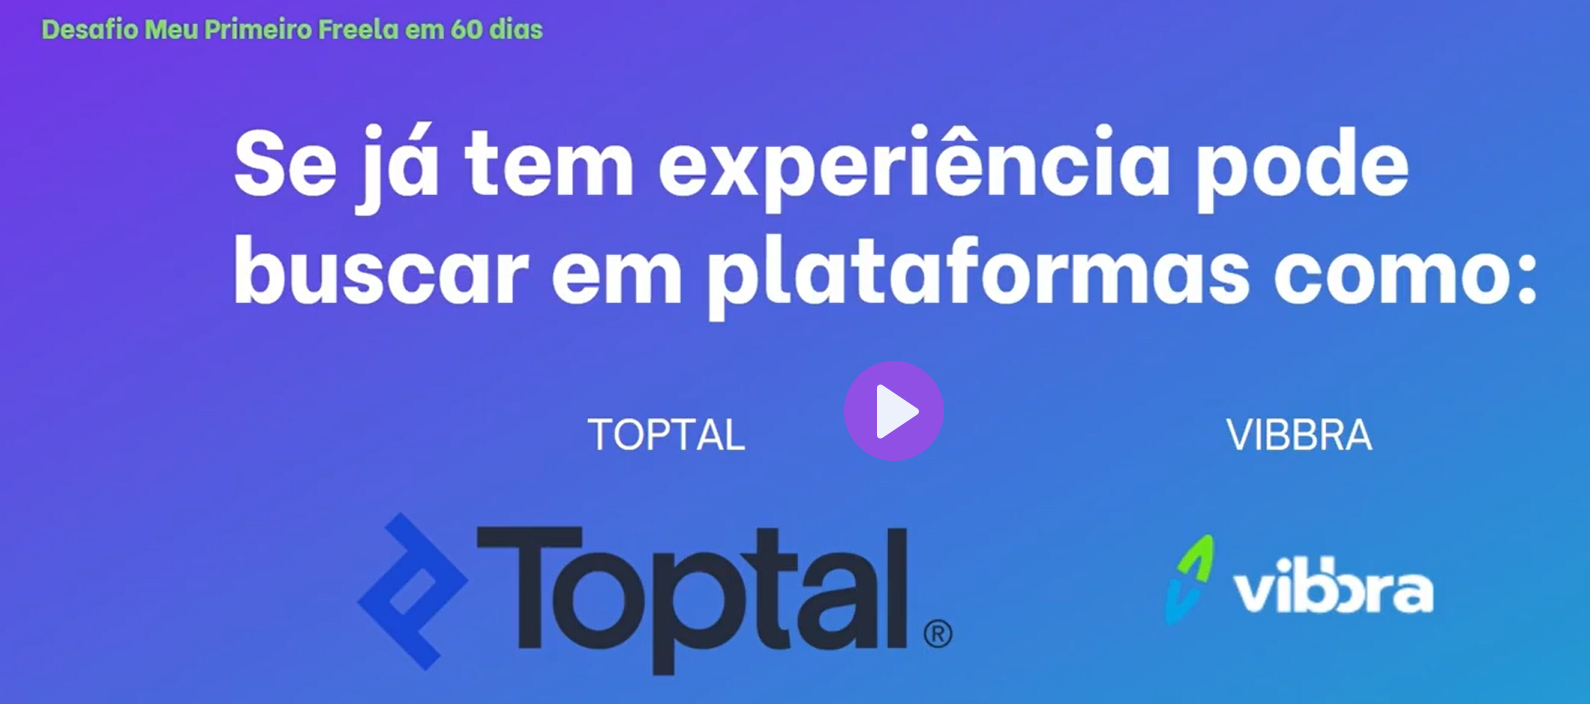 Desafio Meu Primeiro Freela em 60 dias
Se já tem experiência pode
buscar em plataformas como:
TOPTAL
VIBBRA
Toptal®
vibbra